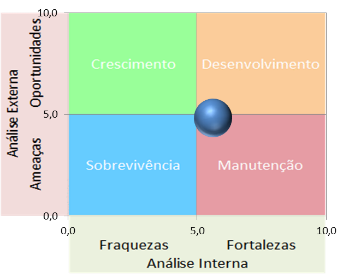 10,0
Crescimento Desenvolvimento
Oportunidades
Análise Externa
5,0
Ameaças
Sobrevivência Manutenção
0,0
0,0 5,0 10,0
Fraquezas Fortalezas
Análise Interna